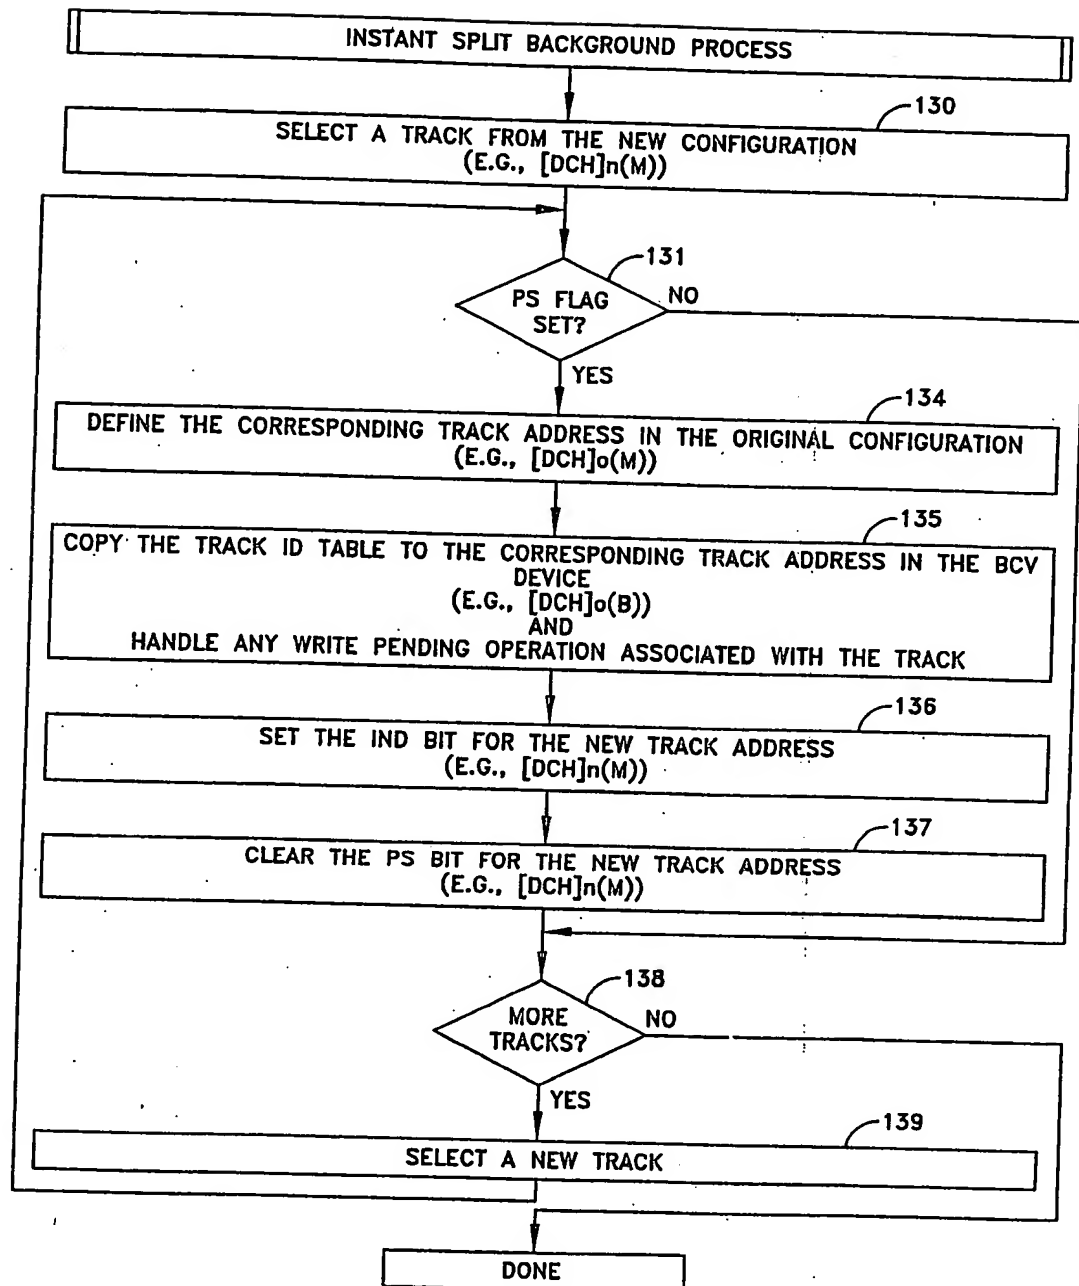 INSTANT SPLIT BACKGROUND PROCESS
130
SELECT A TRACK FROM THE NEW CONFIGURATION
(E.G., [DCH]n(M))
131
PS FLAG
SET?
NO
YES
134
DEFINE THE CORRESPONDING TRACK ADDRESS IN THE ORIGINAL CONFIGURATION
(E.G., [DCH]o(M))
135
COPY THE TRACK ID TABLE TO THE CORRESPONDING TRACK ADDRESS IN THE BCV
DEVICE
(E.G., [DCH]o(B))
AND
HANDLE ANY WRITE PENDING OPERATION ASSOCIATED WITH THE TRACK
136
SET THE IND BIT FOR THE NEW TRACK ADDRESS
(E.G., [DCH]n(M))
137
CLEAR THE PS BIT FOR THE NEW TRACK ADDRESS
(E.G., [DCH]n(M))
138
MORE
TRACKS?
NO
YES
139
SELECT A NEW TRACK
DONE